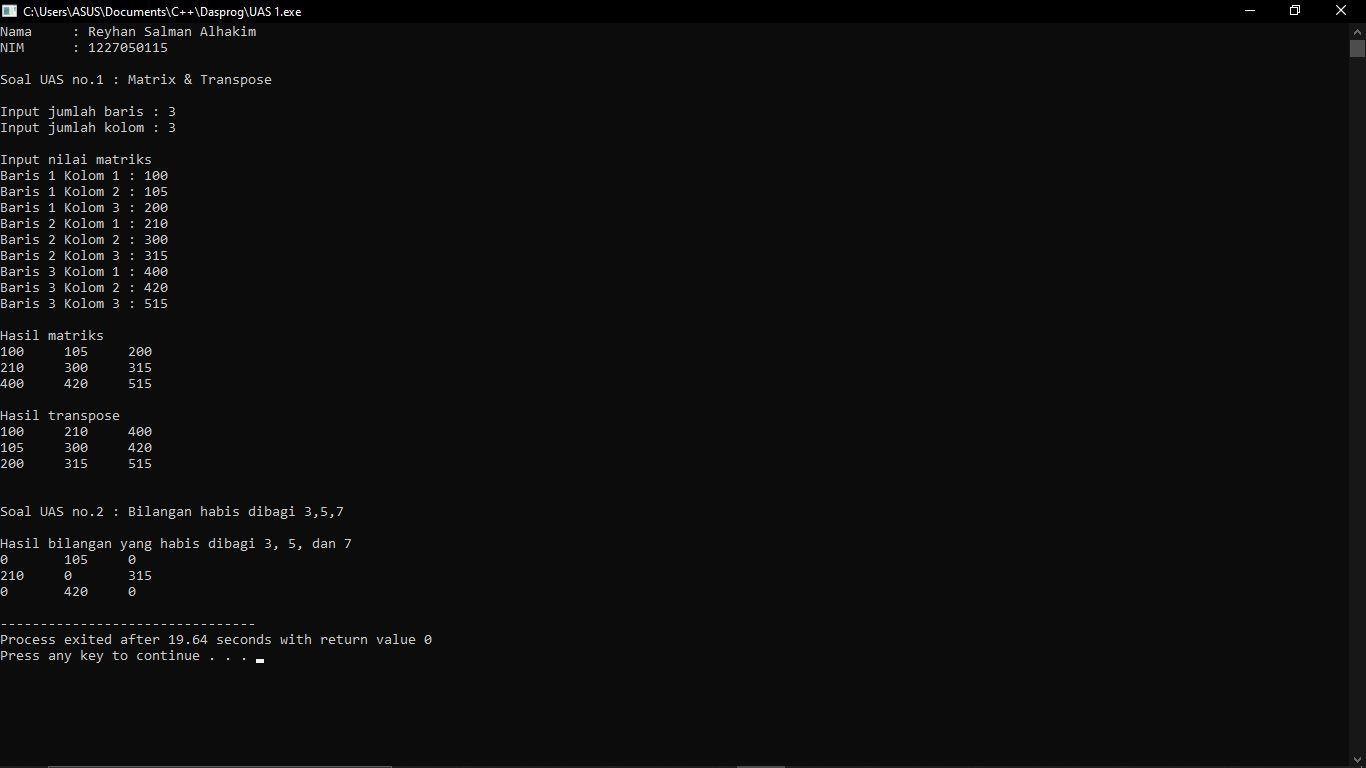 C:\Users\ASUS\Documents\C++\Dasprog\UAS 1.exe
Nama     : Reyhan Salman Alhakim
NIM      : 1227050115
Soal UAS no.1 : Matrix & Transpose
Input jumlah baris : 3
Input jumlah kolom : 3
Input nilai matriks
Baris 1 Kolom 1 : 100
Baris 1 Kolom 2 : 105
Baris 1 Kolom 3 : 200
Baris 2 Kolom 1 : 210
Baris 2 Kolom 2 : 300
Baris 2 Kolom 3 : 315
Baris 3 Kolom 1 : 400
Baris 3 Kolom 2 : 420
Baris 3 Kolom 3 : 515
Hasil matriks
100     105     200
210     300     315
400     420     515
Hasil transpose
100     210     400
105     300     420
200     315     515
Soal UAS no.2 : Bilangan habis dibagi 3,5,7
Hasil bilangan yang habis dibagi 3, 5, dan 7
0       105     0
210     0       315
0       420     0
--------------------------------
Process exited after 19.64 seconds with return value 0
Press any key to continue . . .